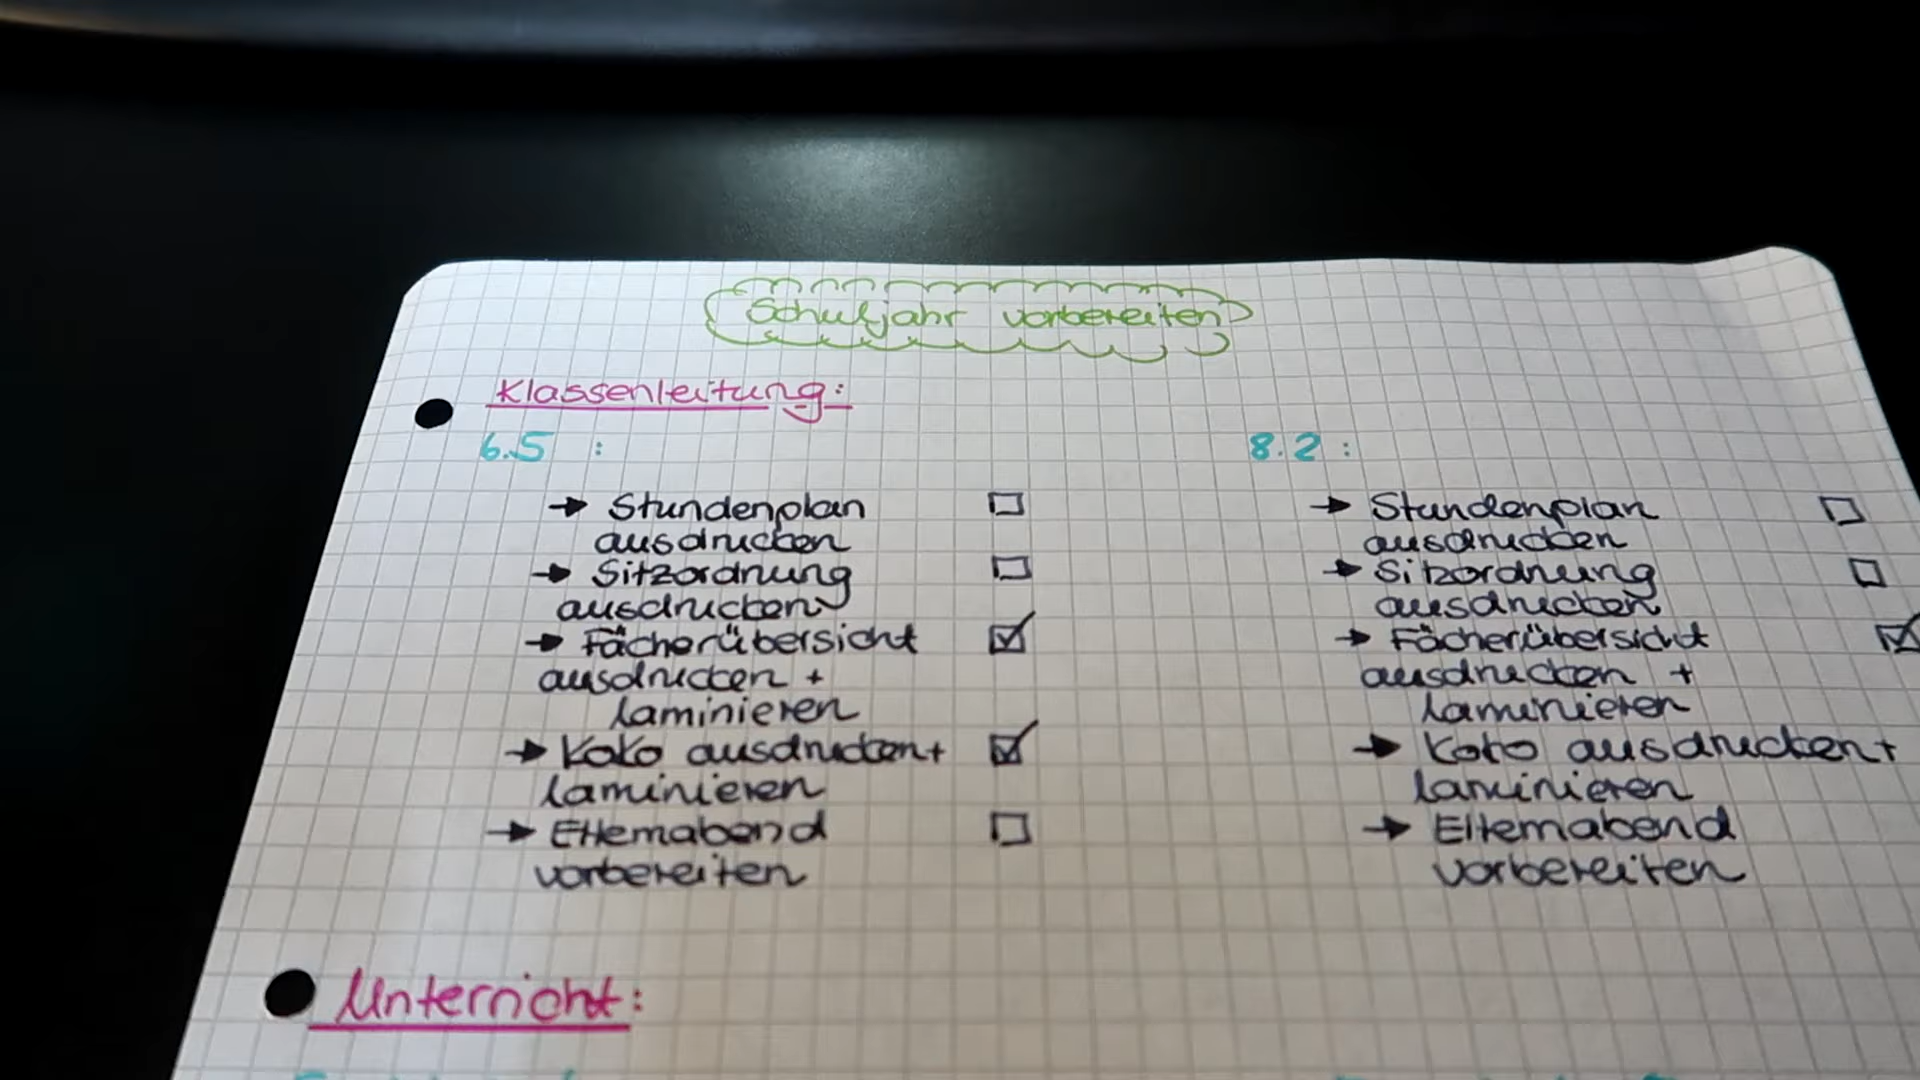 Schuljahr vorbereiten
Klassenleitung:
6.5 :
→ Stundenplan
ausdrucken
→ Sitzordnung
ausdrucken
→ Fächerübersicht
ausdrucken +
laminieren
→ Koko ausdrucken+
laminieren
→ Elternabend
vorbereiten
8.2 :
→ Stundenplan
ausdrucken
→ Sitzordnung
ausdrucken
→ Fächerübersicht
ausdrucken +
laminieren
→ Koko ausdrucken+
laminieren
→ Elternabend
vorbereiten
Unterricht: